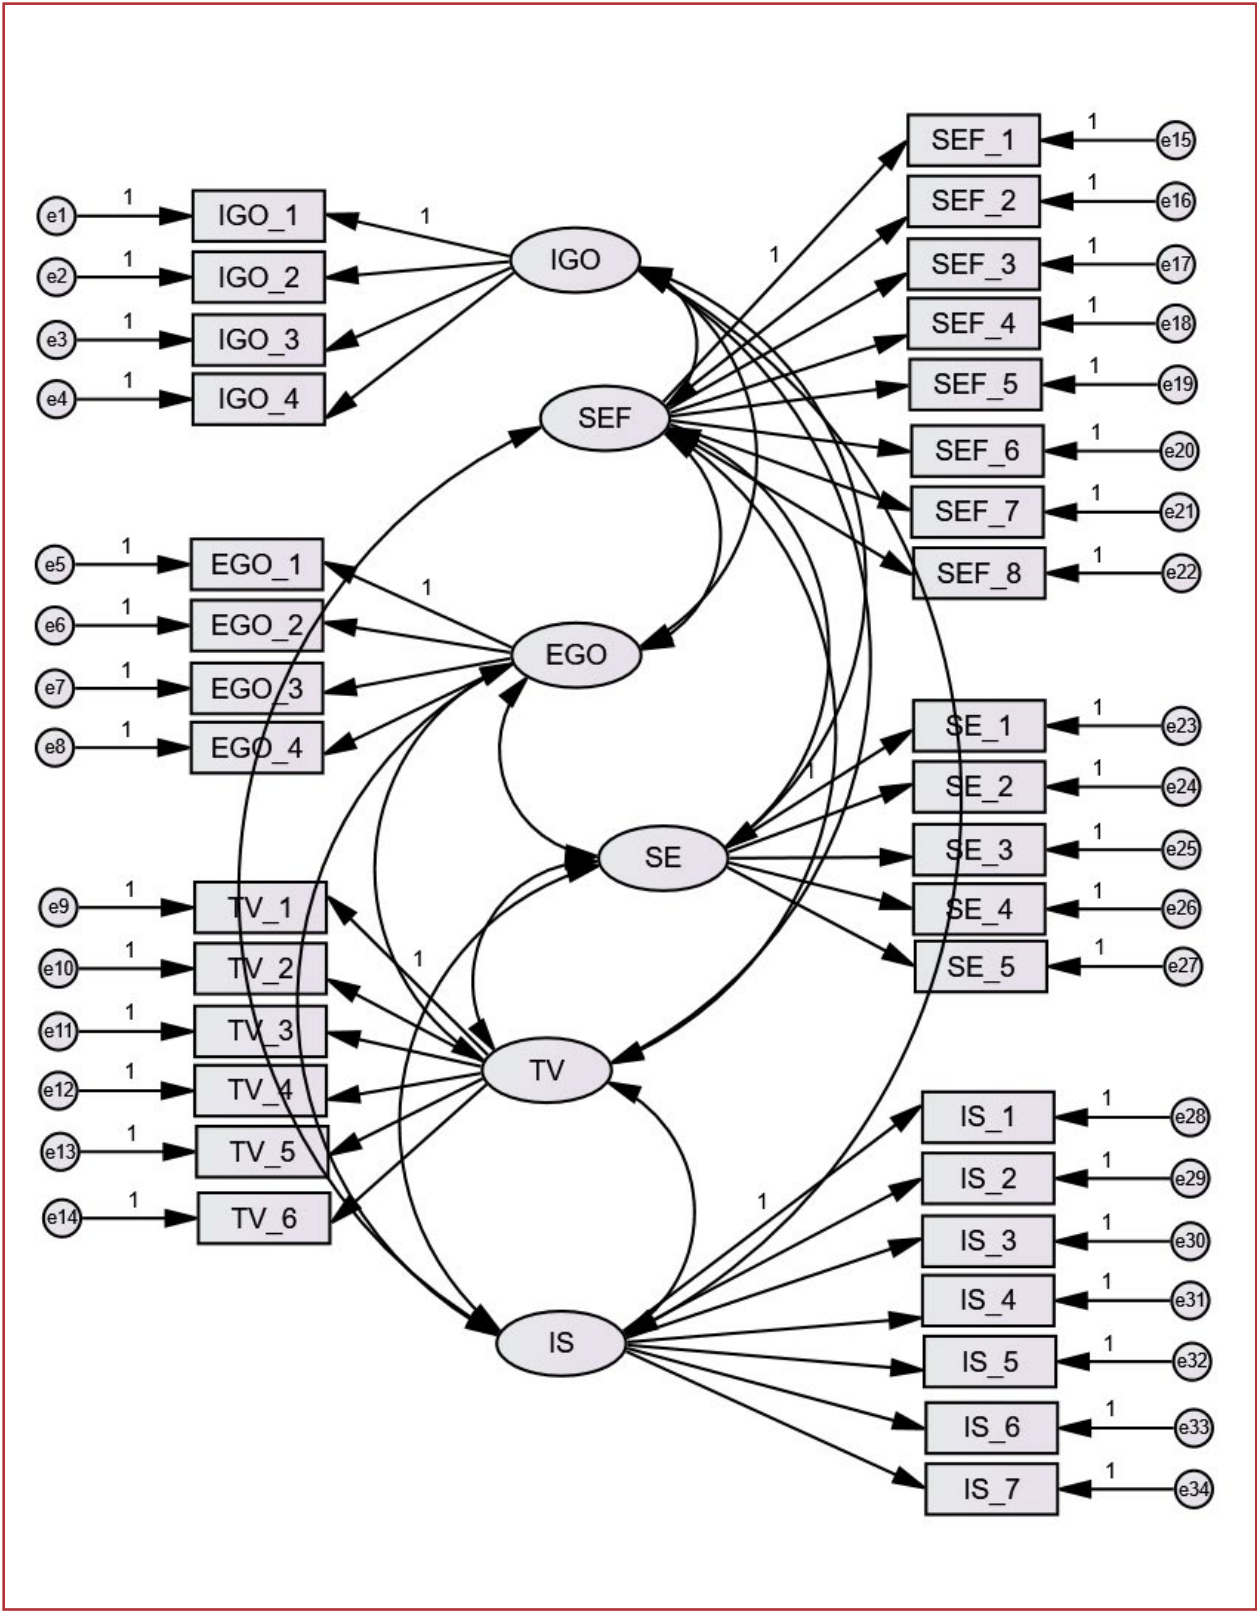 SEF_1 1 e15
e1 1 IGO_1 1 SEF_2 1 e16
e2 1 IGO_2 IGO 1 SEF_3 1 e17
e3 1 IGO_3 SEF_4 1 e18
e4 1 IGO_4 SEF SEF_5 1 e19
SEF_6 1 e20
SEF_7 1 e21
e5 1 EGO_1 1 SEF_8 1 e22
e6 1 EGO_2 EGO
e7 1 EGO_3
e8 1 EGO_4 SE_1 1 e23
1 SE_2 1 e24
SE SE_3 1 e25
e9 1 TV_1 SE_4 1 e26
e10 1 TV_2 1 SE_5 1 e27
e11 1 TV_3
e12 1 TV_4 TV
e13 1 TV_5 IS_1 1 e28
e14 1 TV_6 1 IS_2 1 e29
IS_3 1 e30
IS_4 1 e31
IS IS_5 1 e32
IS_6 1 e33
IS_7 1 e34